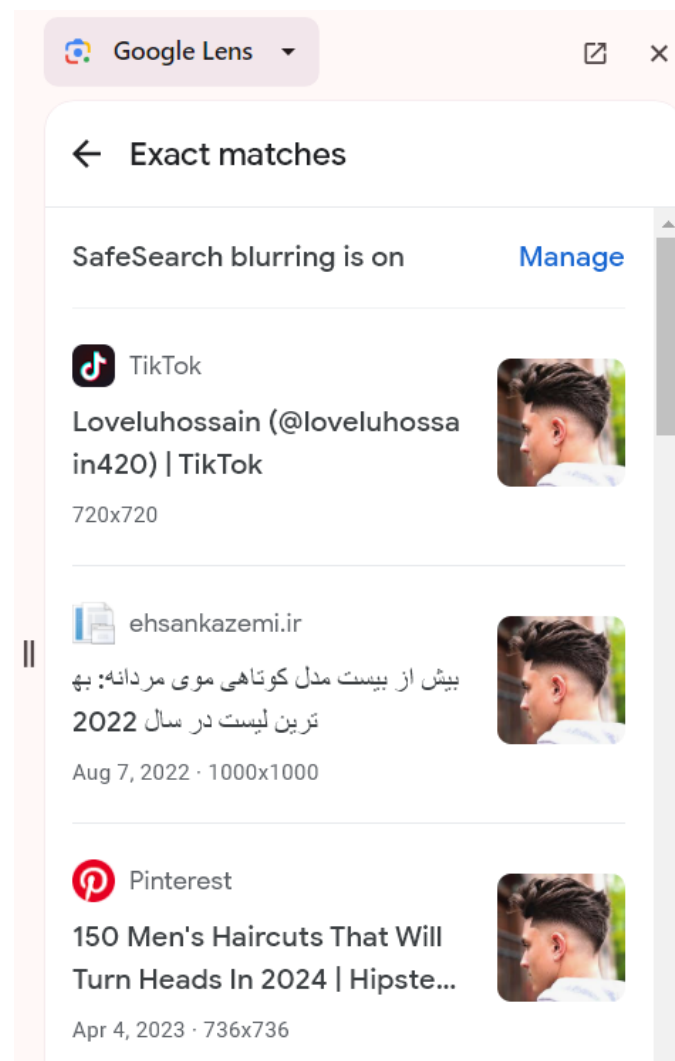 Google Lens
Exact matches
SafeSearch blurring is on Manage
TikTok
Loveluhossain (@loveluhossa
in420) | TikTok
720x720
ehsankazemi.ir
بیش از بیست مدل کوتاهی موی مردانه: به
ترین لیست در سال 2022
Aug 7, 2022 · 1000x1000
Pinterest
150 Men's Haircuts That Will
Turn Heads In 2024 | Hipste...
Apr 4, 2023 · 736x736